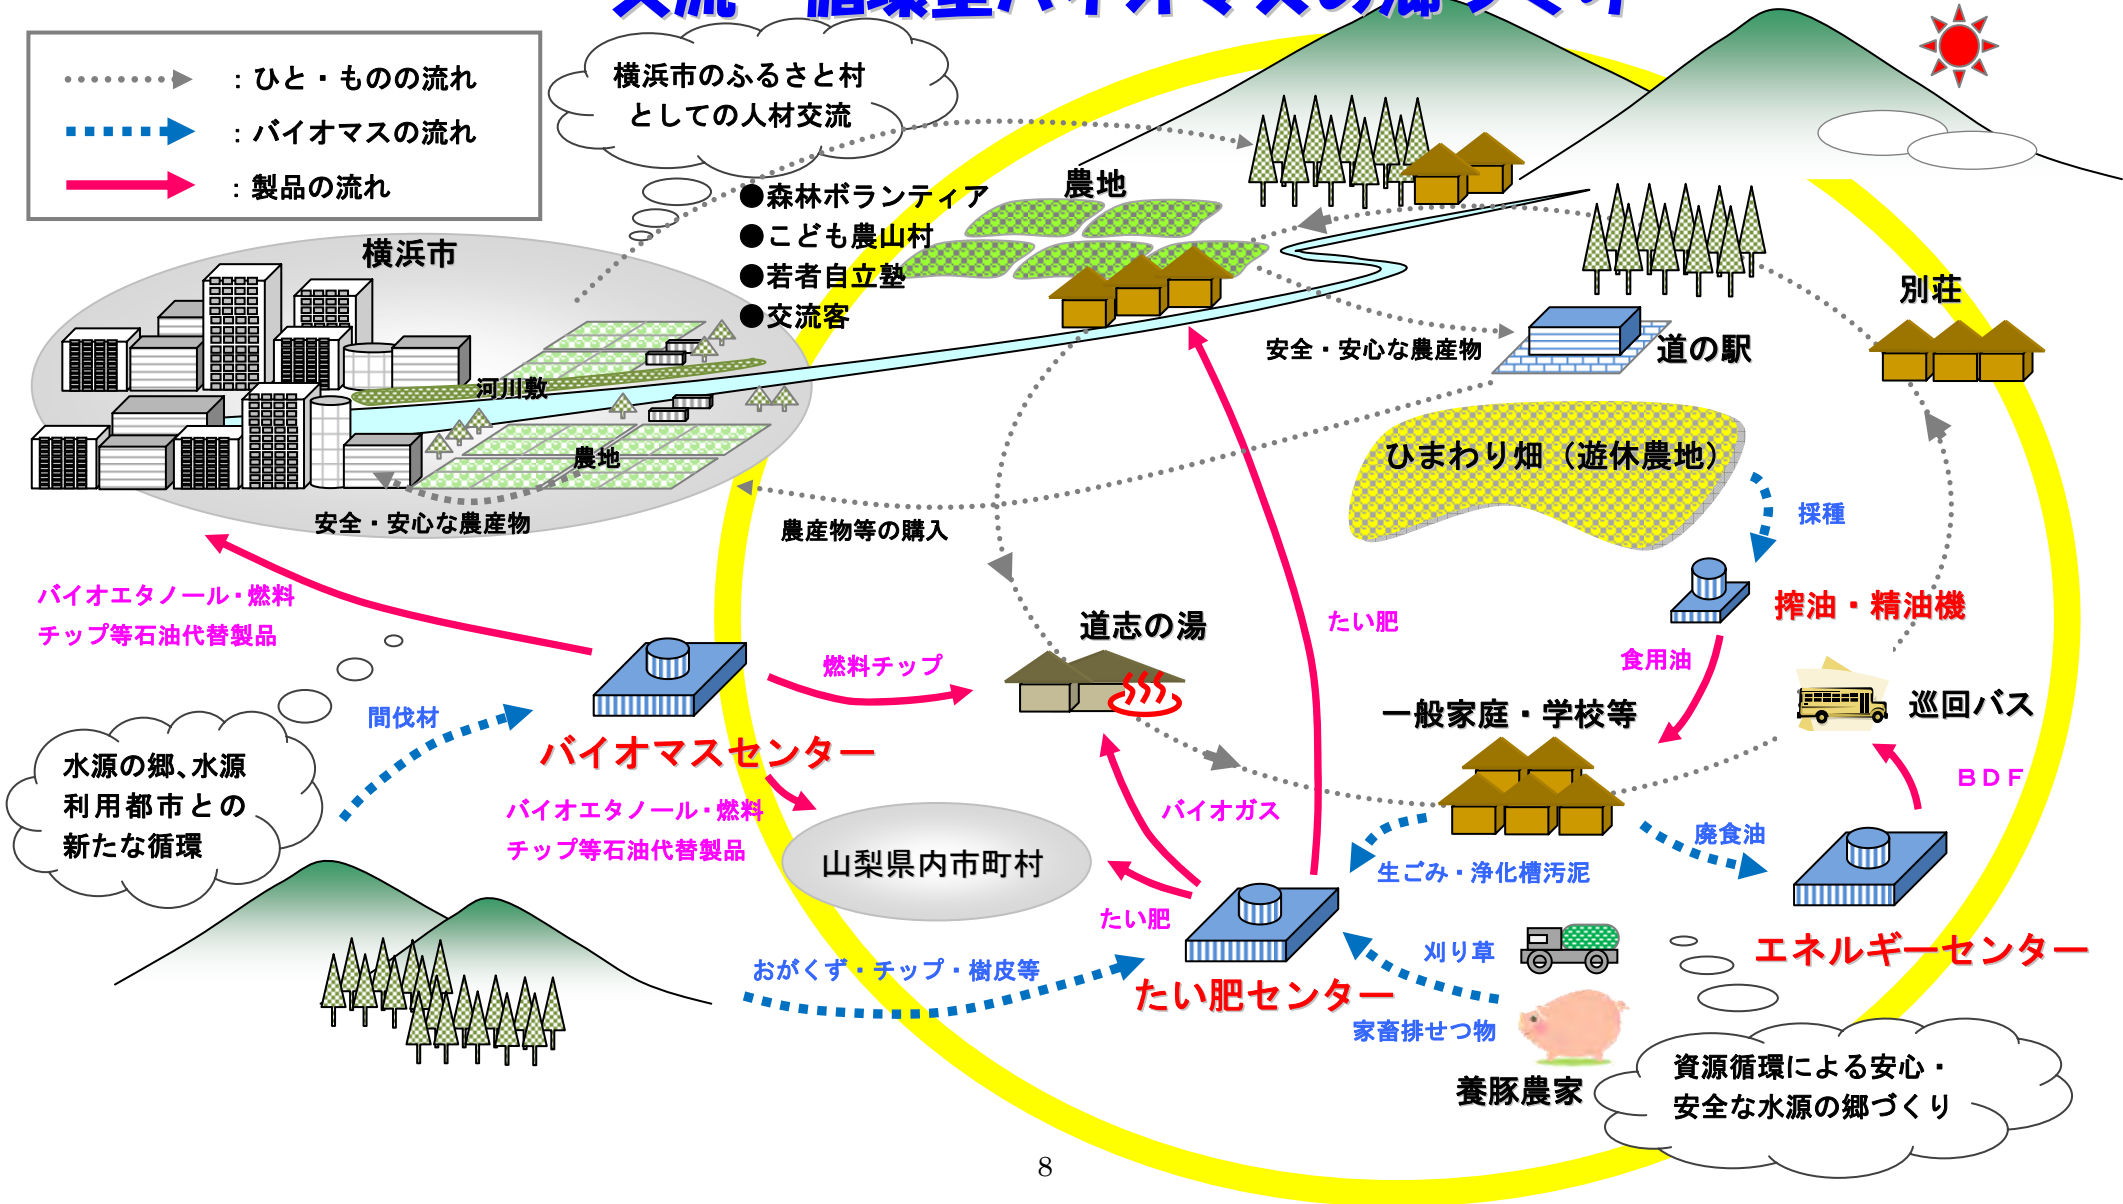 交流・循環型バイオマスの郷づくり
：ひと・ものの流れ
：バイオマスの流れ
：製品の流れ
横浜市のふるさと村
としての人材交流
●森林ボランティア
●こども農山村
●若者自立塾
●交流客
農地
横浜市
河川敷
農地
安全・安心な農産物
安全・安心な農産物
道の駅
別荘
農産物等の購入
ひまわり畑（遊休農地）
採種
搾油・精油機
食用油
バイオエタノール・燃料
チップ等石油代替製品
道志の湯
たい肥
燃料チップ
一般家庭・学校等
巡回バス
BDF
間伐材
バイオマスセンター
水源の郷、水源
利用都市との
新たな循環
バイオエタノール・燃料
チップ等石油代替製品
バイオガス
廃食油
山梨県内市町村
生ごみ・浄化槽汚泥
たい肥
エネルギーセンター
おがくず・チップ・樹皮等
刈り草
たい肥センター
家畜排せつ物
養豚農家
資源循環による安心・
安全な水源の郷づくり
8